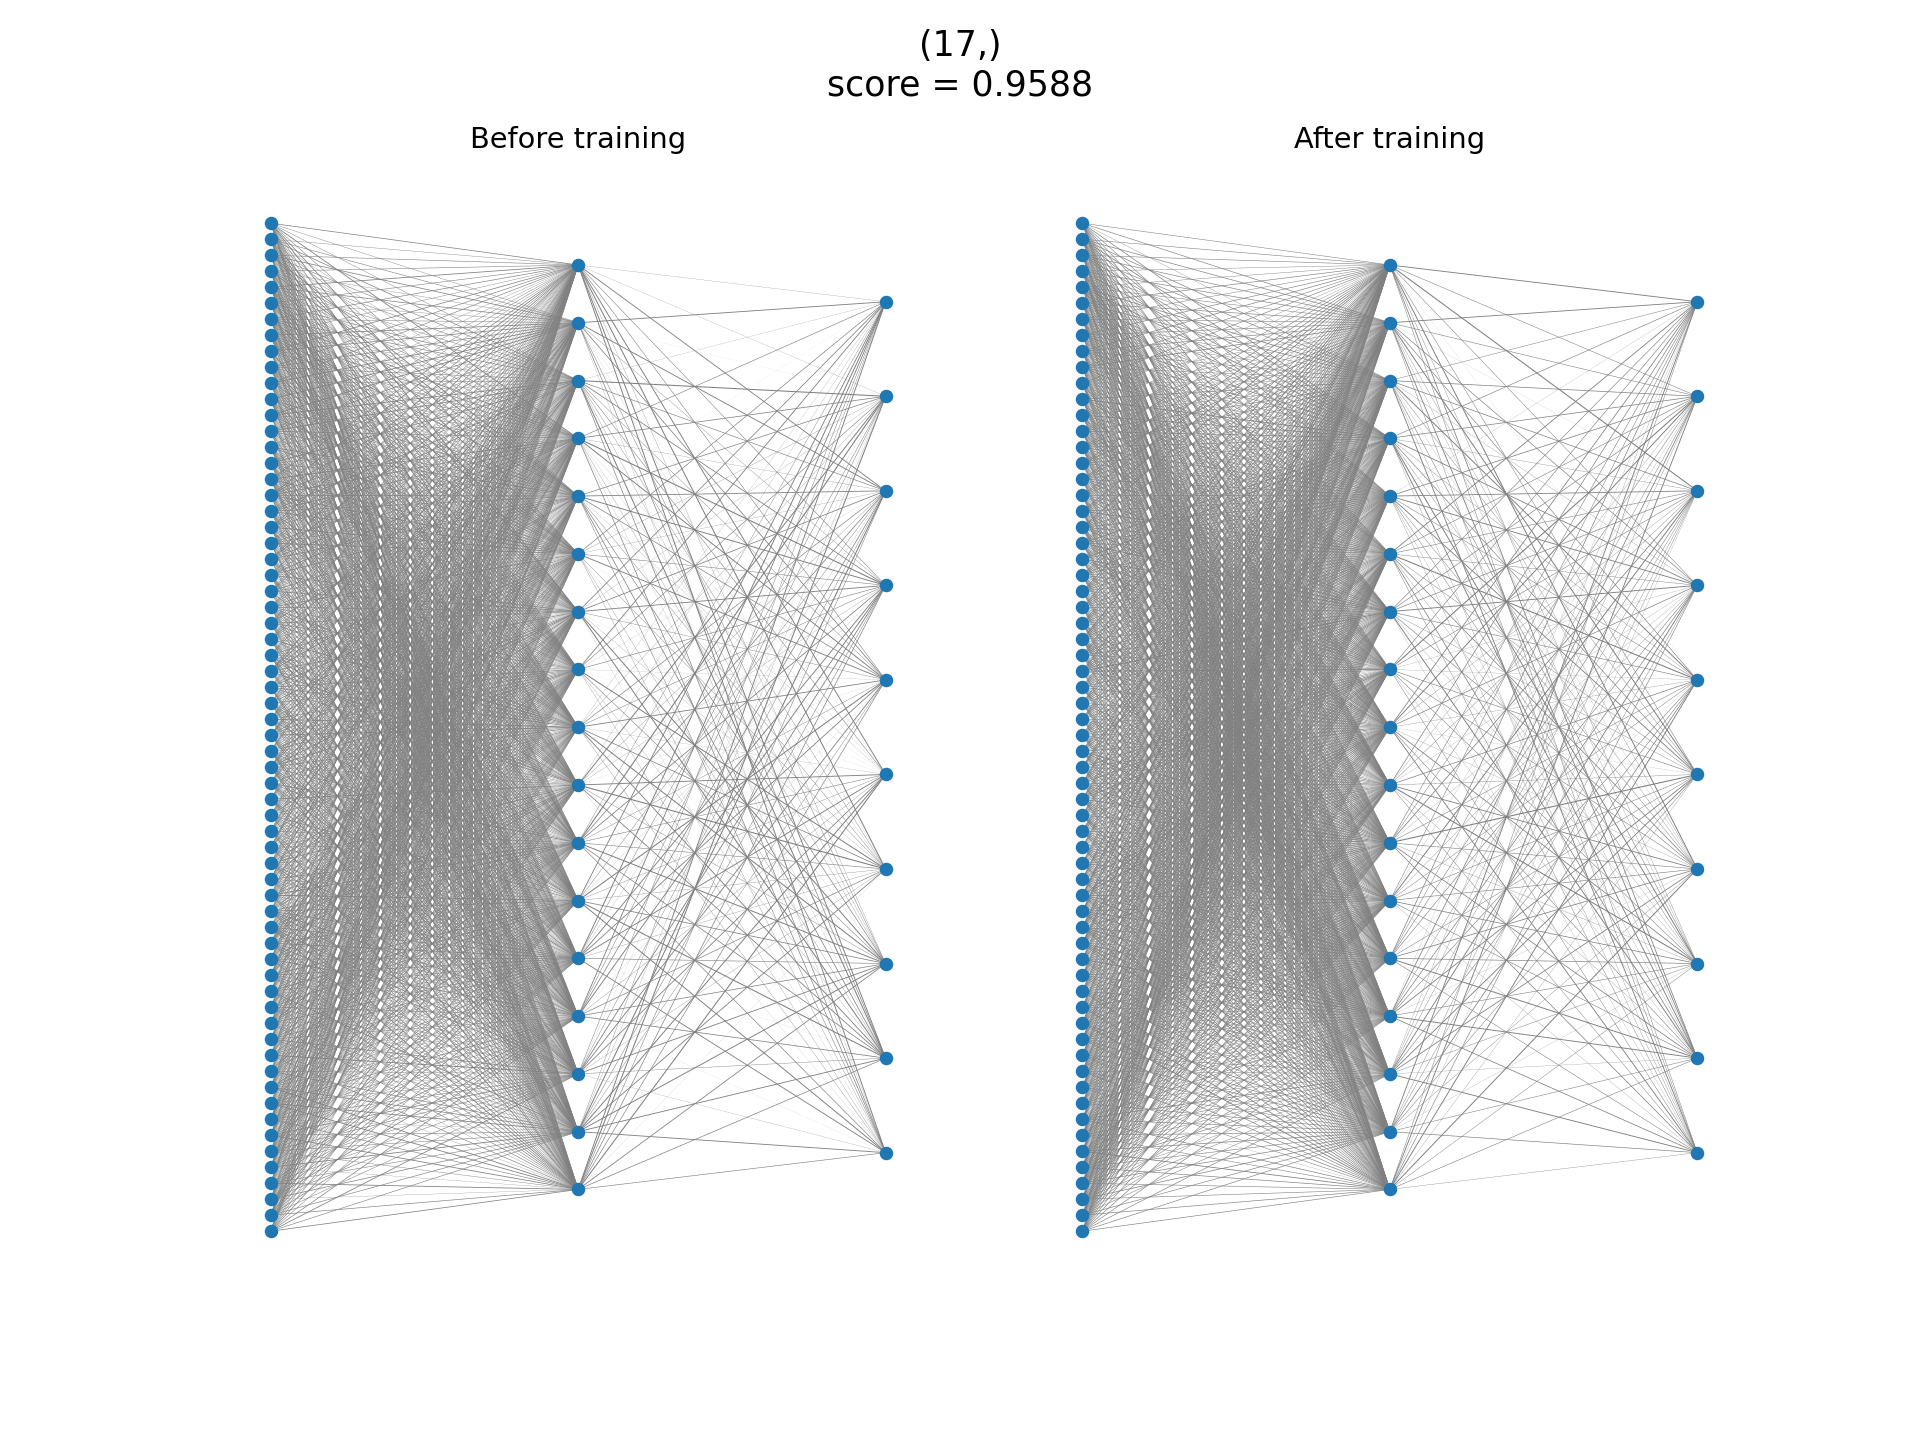 (17,)
score = 0.9588
Before training
After training